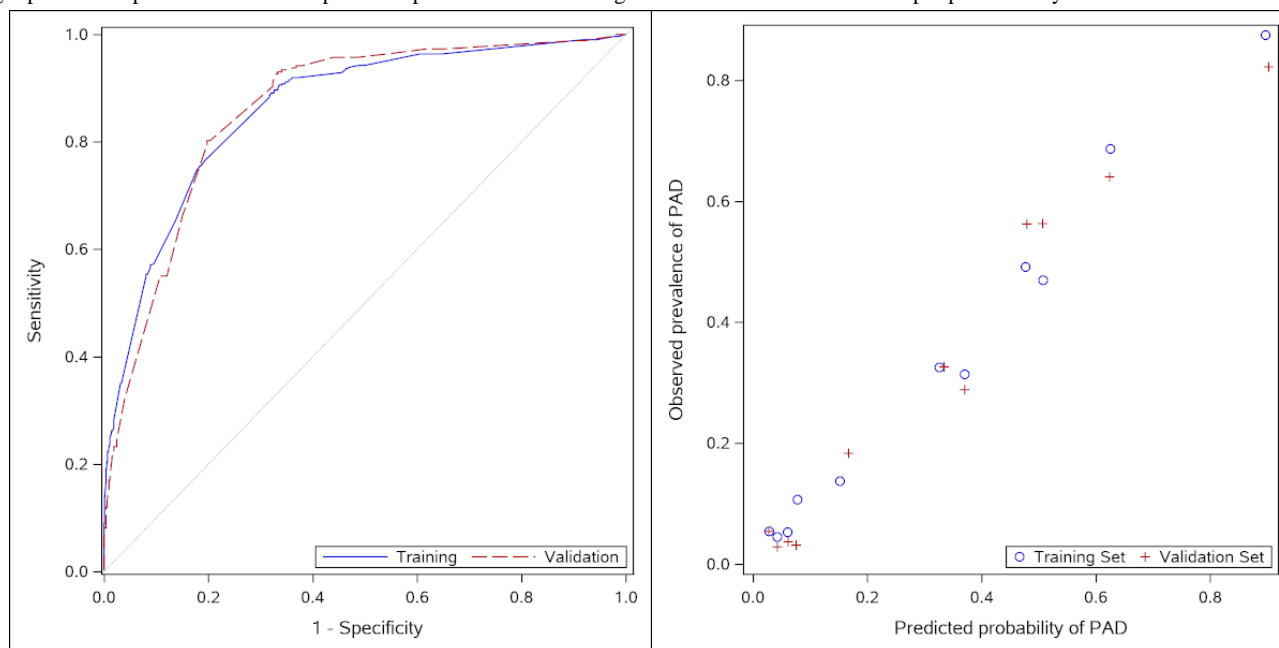 1.0
0.8
0.6
0.4
0.2
0.0
Sensitivity
Training
Validation
0.0 0.2 0.4 0.6 0.8 1.0
1 - Specificity
0.8
0.6
0.4
0.2
0.0
Observed prevalence of PAD
Training Set
Validation Set
0.0 0.2 0.4 0.6 0.8
Predicted probability of PAD